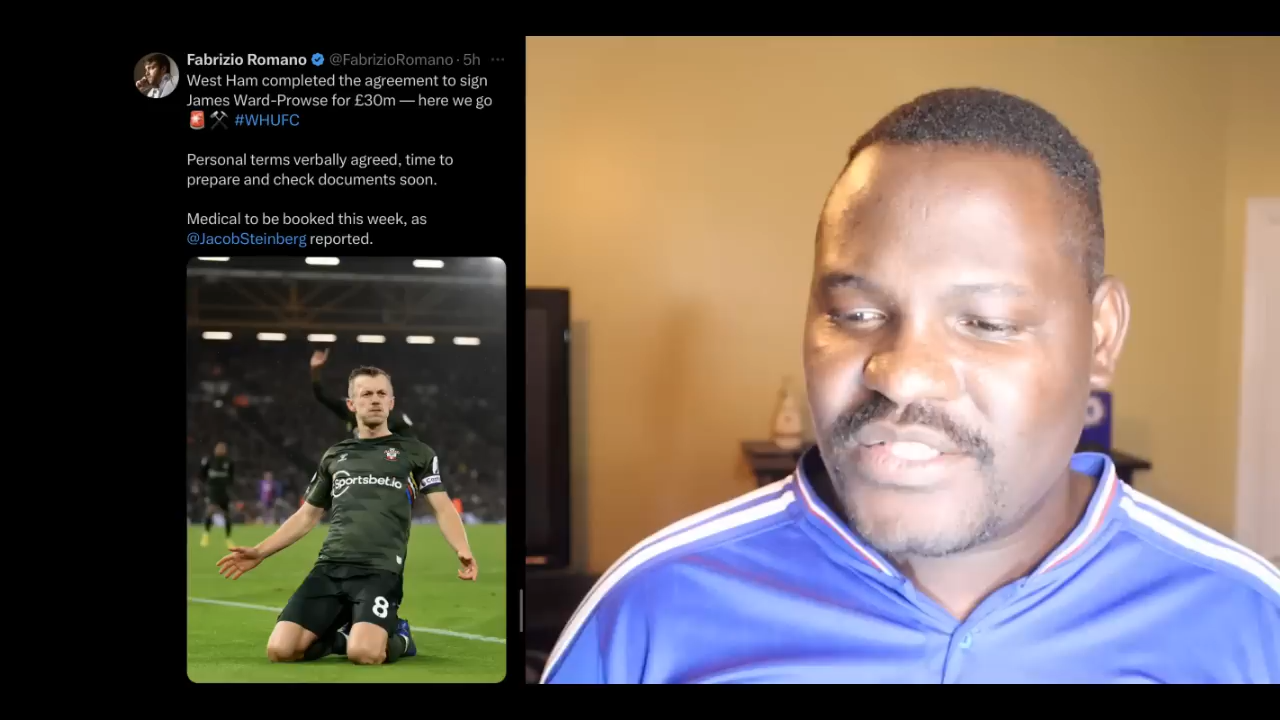 Fabrizio Romano @FabrizioRomano · 5h ···
West Ham completed the agreement to sign
James Ward-Prowse for £30m — here we go
🚨⚒️ #WHUFC
Personal terms verbally agreed, time to
prepare and check documents soon.
Medical to be booked this week, as
@JacobSteinberg reported.
Sportsbet.io
8